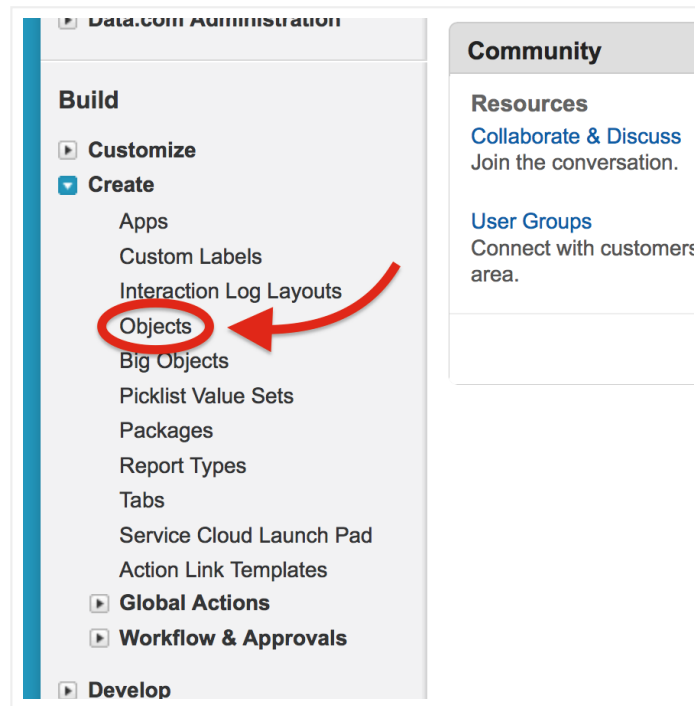 Data.com Administration
Build
Customize
Create
Apps
Custom Labels
Interaction Log Layouts
Objects
Big Objects
Picklist Value Sets
Packages
Report Types
Tabs
Service Cloud Launch Pad
Action Link Templates
Global Actions
Workflow & Approvals
Develop
Community
Resources
Collaborate & Discuss
Join the conversation.
User Groups
Connect with customers
area.